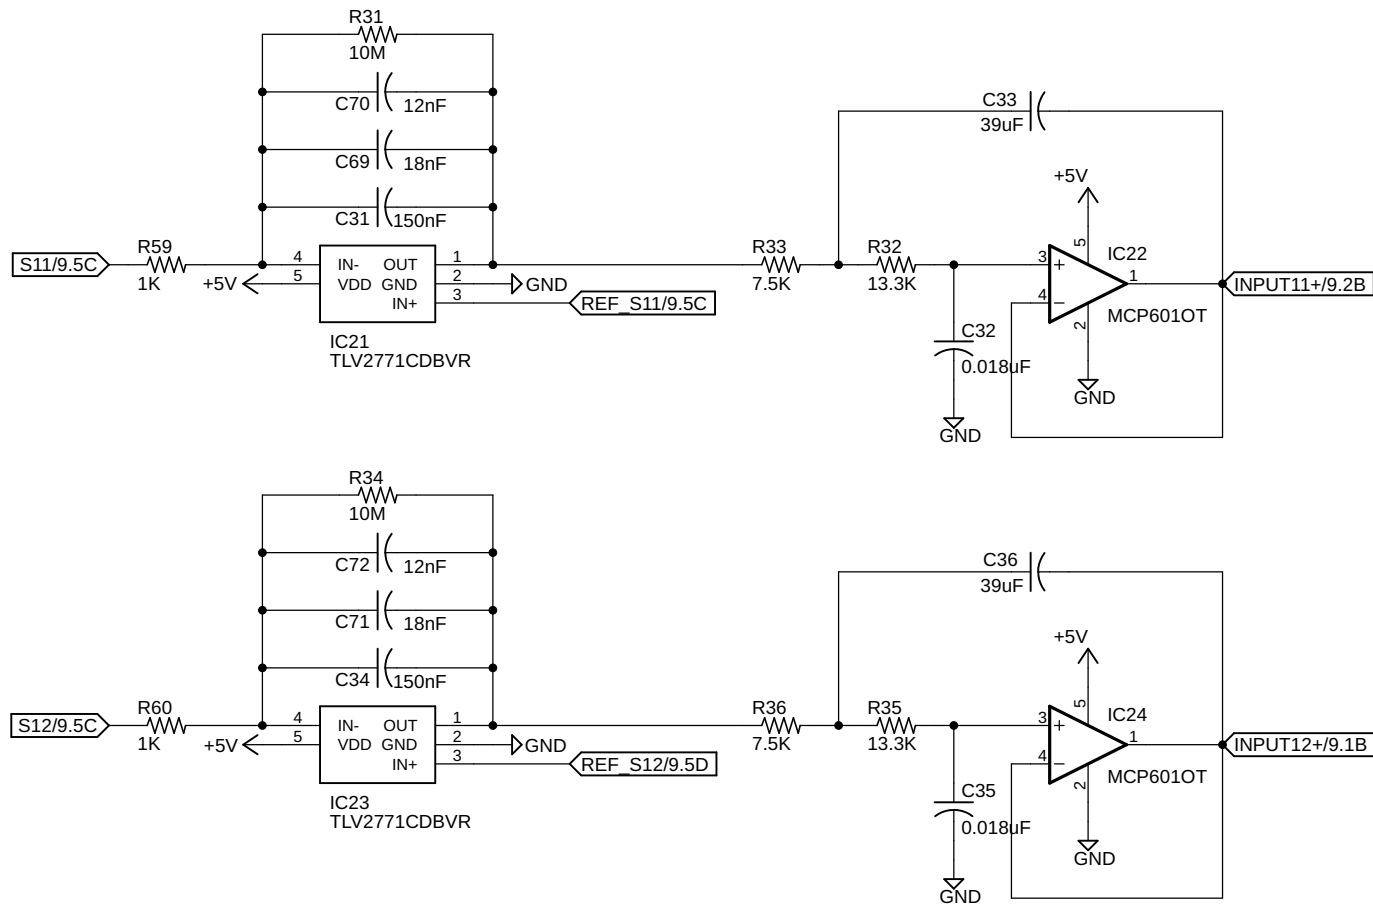 R31
10M
C70 12nF
C69 18nF
C31 150nF
C33
39uF
+5V
S11/9.5C
R59
1K
+5V
4 IN- OUT 1
5 VDD GND 2
IN+ 3
GND
REF_S11/9.5C
IC21
TLV2771CDBVR
R33
7.5K
R32
13.3K
3 + 5 IC22
4 − 2 1
MCP601OT
INPUT11+/9.2B
C32
0.018uF
GND
GND
R34
10M
C72 12nF
C71 18nF
C34 150nF
C36
39uF
+5V
S12/9.5C
R60
1K
+5V
4 IN- OUT 1
5 VDD GND 2
IN+ 3
GND
REF_S12/9.5D
IC23
TLV2771CDBVR
R36
7.5K
R35
13.3K
3 + 5 IC24
4 − 2 1
MCP601OT
INPUT12+/9.1B
C35
0.018uF
GND
GND